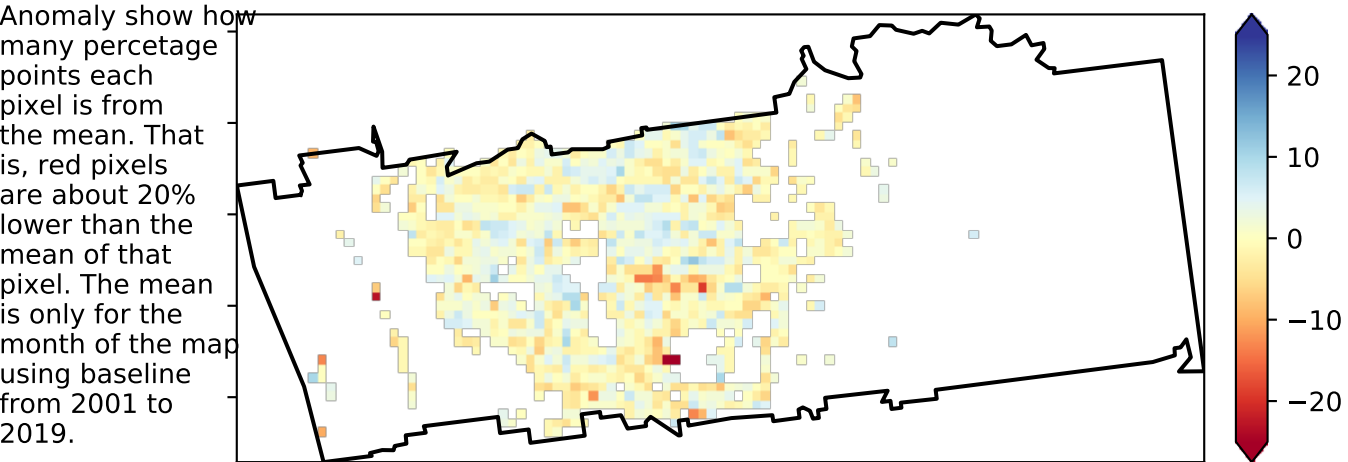 Anomaly show how
many percetage
points each
pixel is from
the mean. That
is, red pixels
are about 20%
lower than the
mean of that
pixel. The mean
is only for the
month of the map
using baseline
from 2001 to
2019.
20
10
0
−10
−20